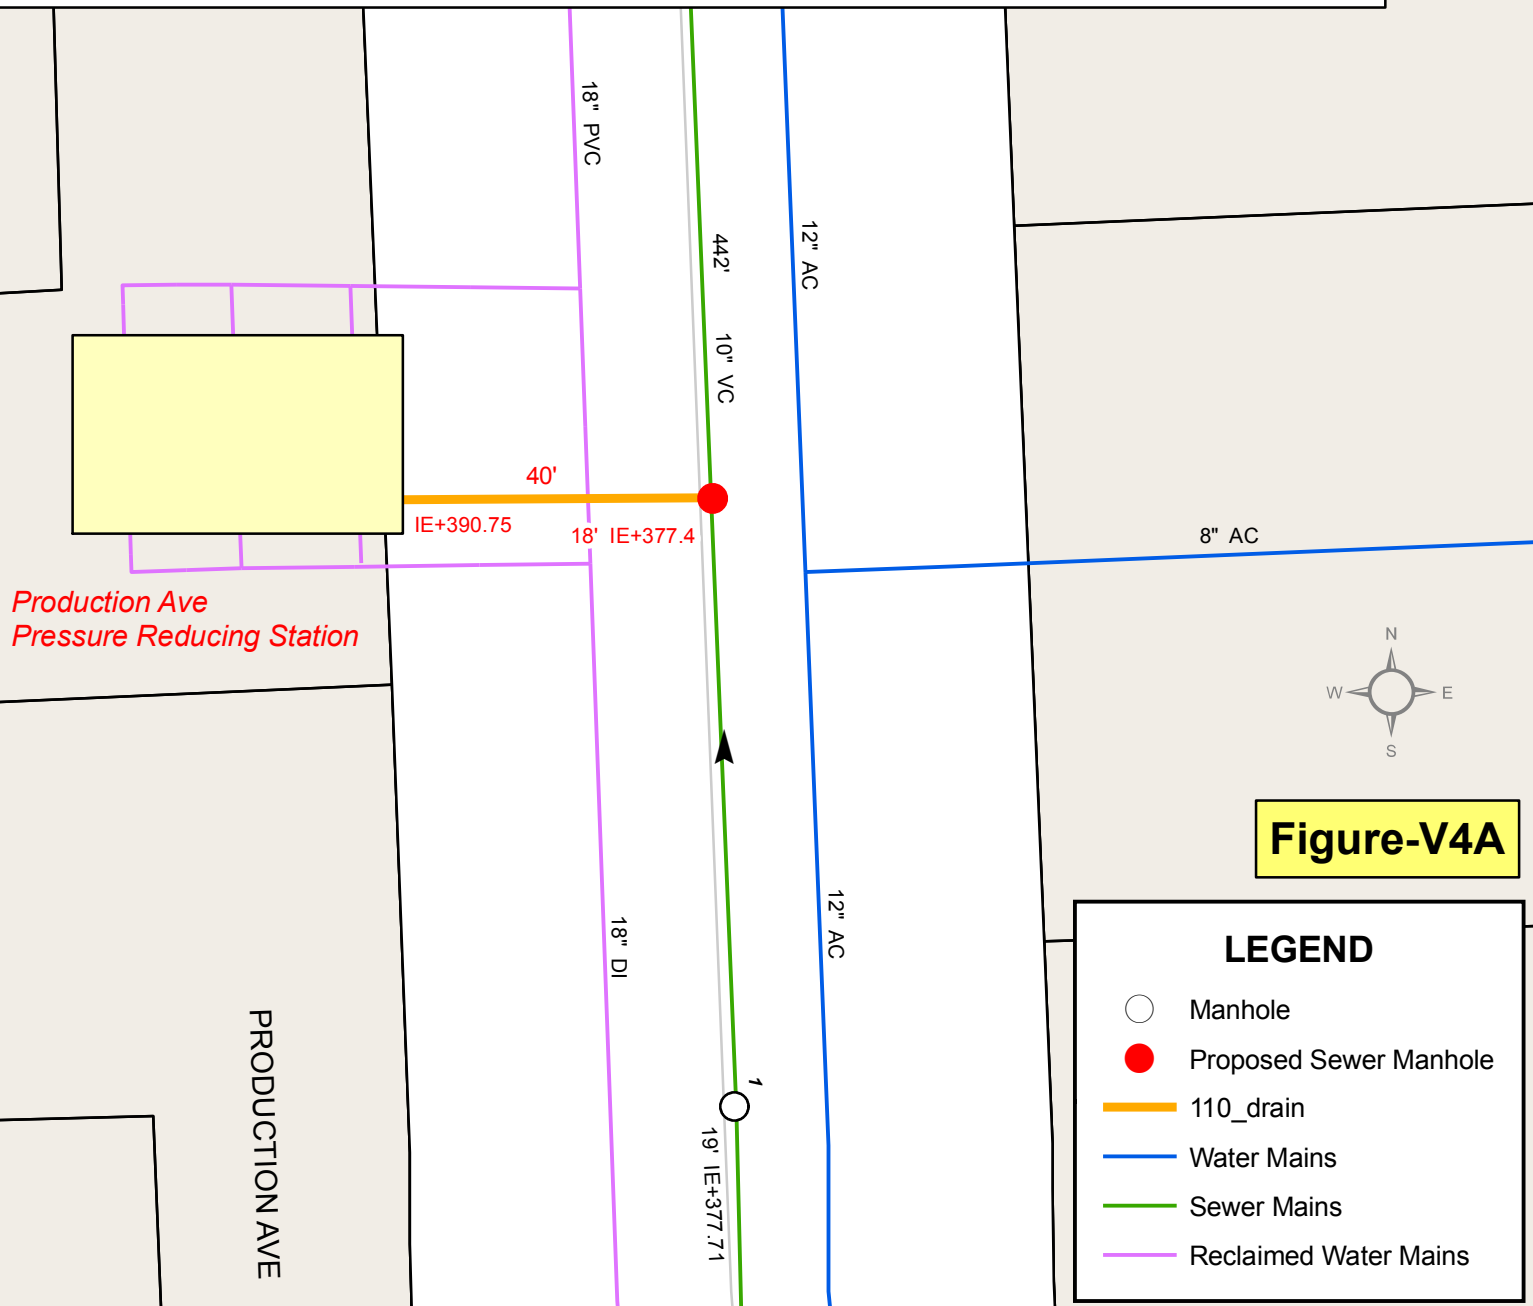 18" PVC
442'
12" AC
10" VC
40'
IE+390.75
18' IE+377.4
8" AC
Production Ave
Pressure Reducing Station
N
W
E
S
Figure-V4A
12" AC
18" DI
PRODUCTION AVE
1
19' IE+377.71
LEGEND
Manhole
Proposed Sewer Manhole
110_drain
Water Mains
Sewer Mains
Reclaimed Water Mains